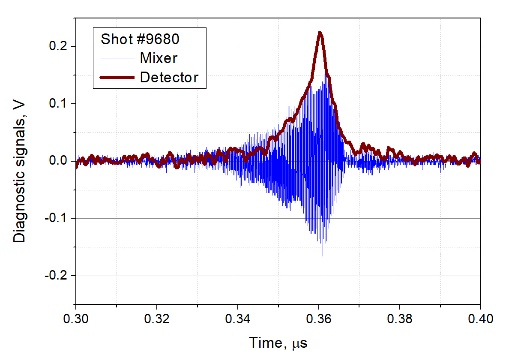 Shot #9680
Mixer
Detector
Diagnostic signals, V
0.2
0.1
0.0
-0.1
-0.2
0.30 0.32 0.34 0.36 0.38 0.40
Time, μs